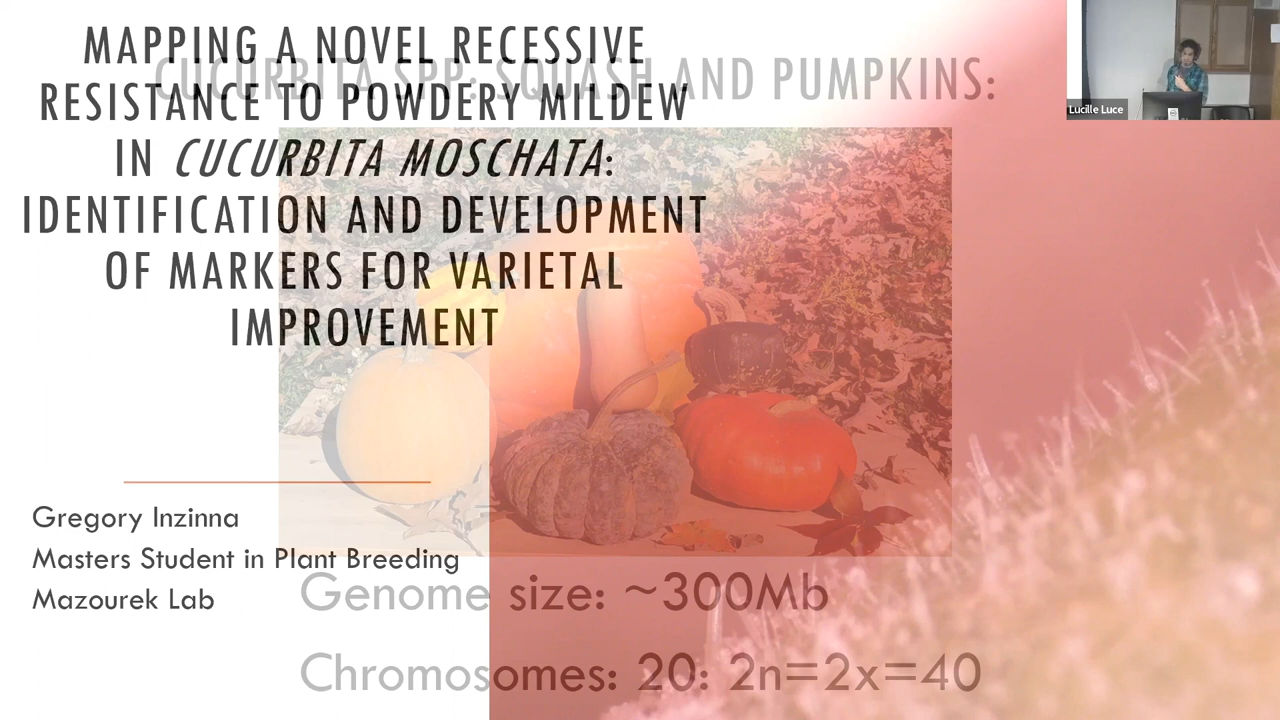 MAPPING A NOVEL RECESSIVE
RESISTANCE TO POWDERY MILDEW
IN CUCURBITA MOSCHATA:
IDENTIFICATION AND DEVELOPMENT
OF MARKERS FOR VARIETAL
IMPROVEMENT
CUCURBITA SPP: SQUASH AND PUMPKINS:
Lucille Luce
Gregory Inzinna
Masters Student in Plant Breeding
Mazourek Lab
Genome size: ~300Mb
Chromosomes: 20: 2n=2x=40